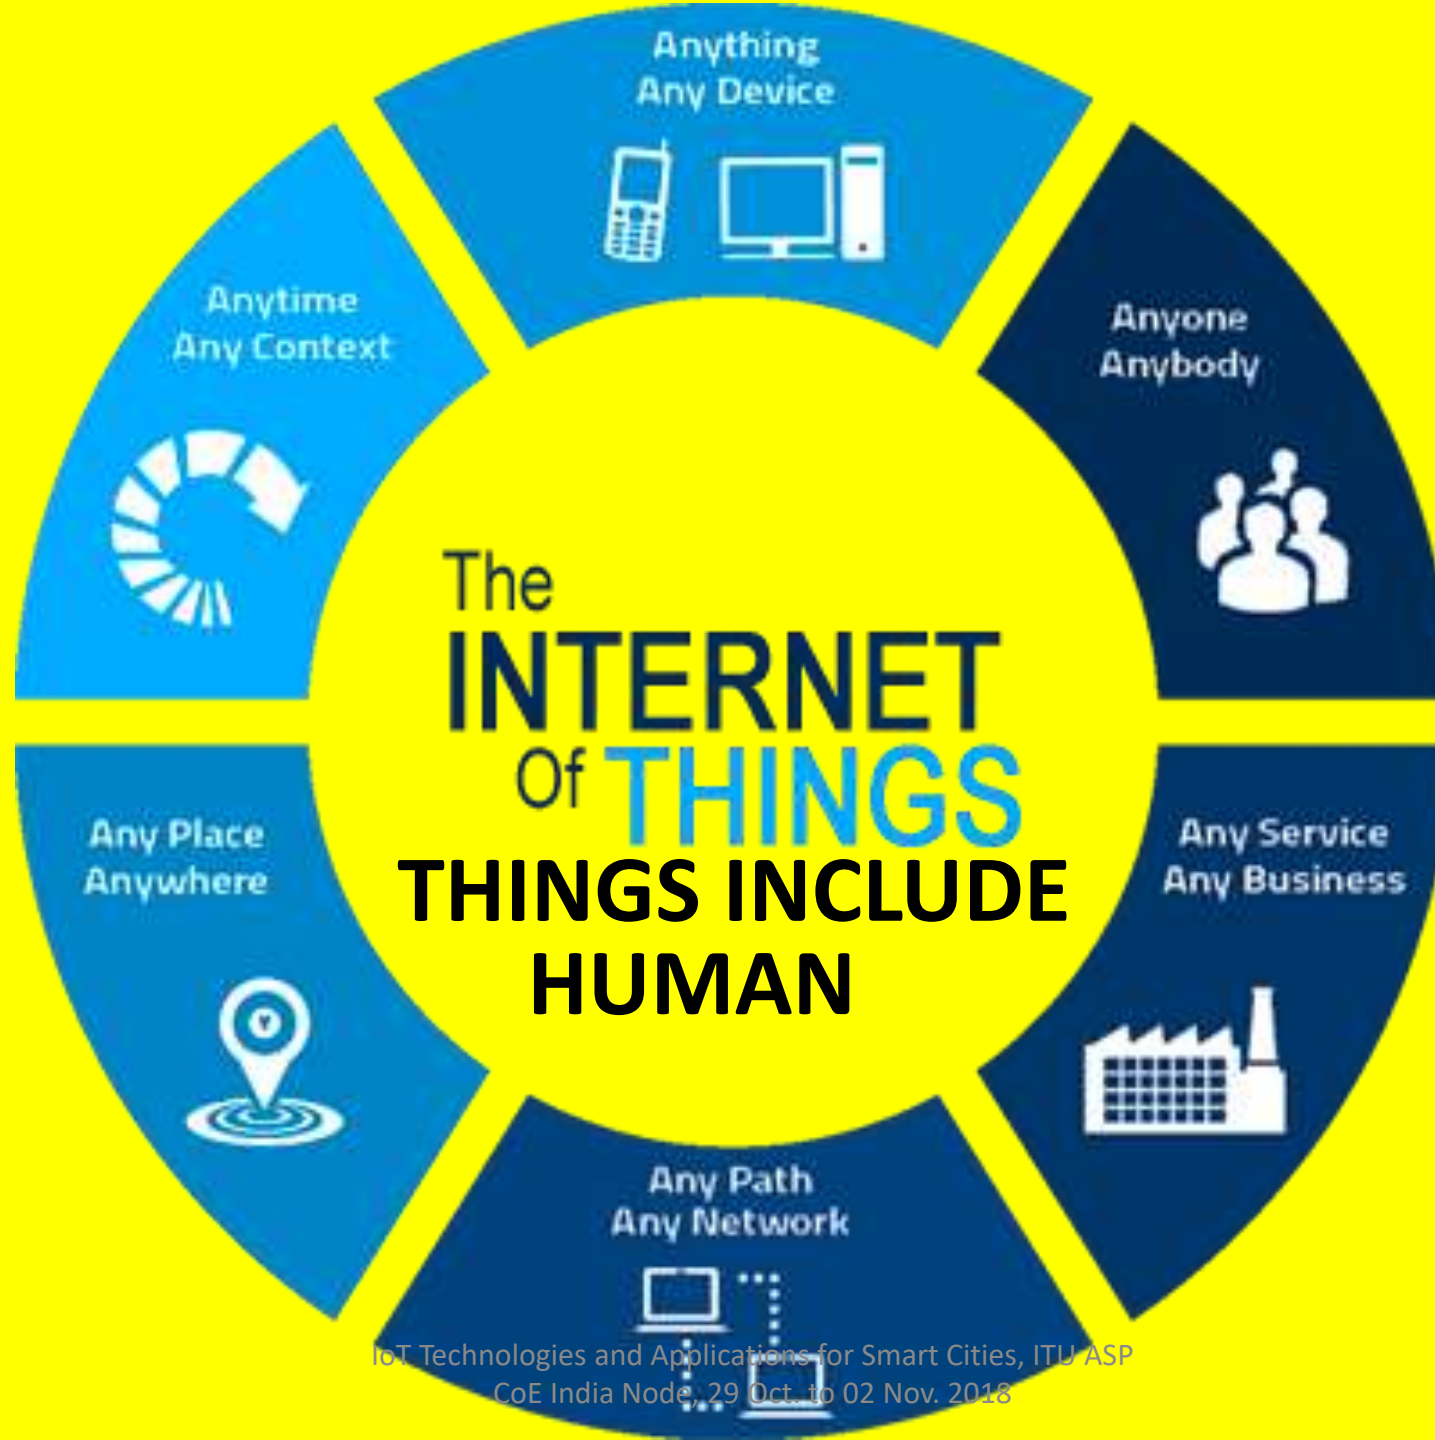 Anything
Any Device
Anyone
Anybody
Anytime
Any Context
The
INTERNET
Of THINGS
THINGS INCLUDE
HUMAN
Any Place
Anywhere
Any Service
Any Business
Any Path
Any Network
IoT Technologies and Applications for Smart Cities, ITU ASP
CoE India Node, 29 Oct. to 02 Nov. 2018